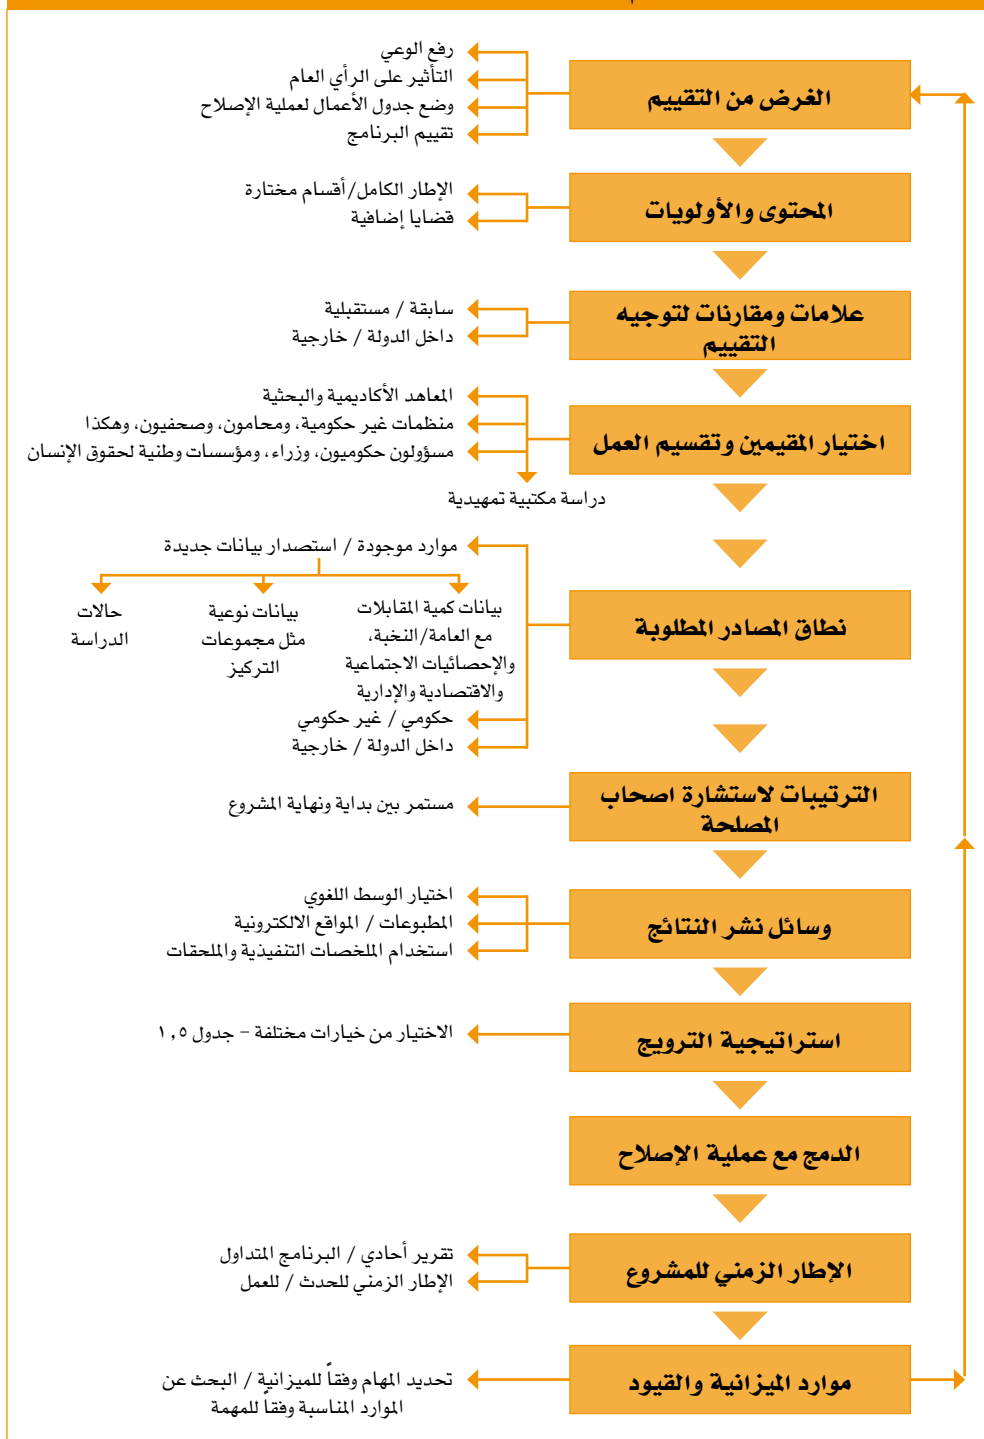 الغرض من التقييم
رفع الوعي
التأثير على الرأي العام
وضع جدول الأعمال لعملية الإصلاح
تقييم البرنامج
المحتوى والأولويات
الإطار الكامل/أقسام مختارة
قضايا إضافية
علامات ومقارنات لتوجيه
التقييم
سابقة / مستقبلية
داخل الدولة / خارجية
اختيار المقيمين وتقسيم العمل
المعاهد الأكاديمية والبحثية
منظمات غير حكومية، ومحامون، وصحفيون، وهكذا
مسؤولون حكوميون، وزراء، ومؤسسات وطنية لحقوق الإنسان
دراسة مكتبية تمهيدية
نطاق المصادر المطلوبة
موارد موجودة / استصدار بيانات جديدة
بيانات كمية المقابلات
مع العامة/النخبة،
والإحصائيات الاجتماعية
والاقتصادية والإدارية
بيانات نوعية
مثل مجموعات
التركيز
حالات
الدراسة
حكومي / غير حكومي
داخل الدولة / خارجية
الترتيبات لاستشارة اصحاب
المصلحة
مستمر بين بداية ونهاية المشروع
وسائل نشر النتائج
اختيار الوسط اللغوي
المطبوعات / المواقع الالكترونية
استخدام الملخصات التنفيذية والملحقات
استراتيجية الترويج
الاختيار من خيارات مختلفة – جدول ١,٥
الدمج مع عملية الإصلاح
الإطار الزمني للمشروع
تقرير أحادي / البرنامج المتداول
الإطار الزمني للحدث / للعمل
موارد الميزانية والقيود
تحديد المهام وفقاً للميزانية / البحث عن
الموارد المناسبة وفقاً للمهمة